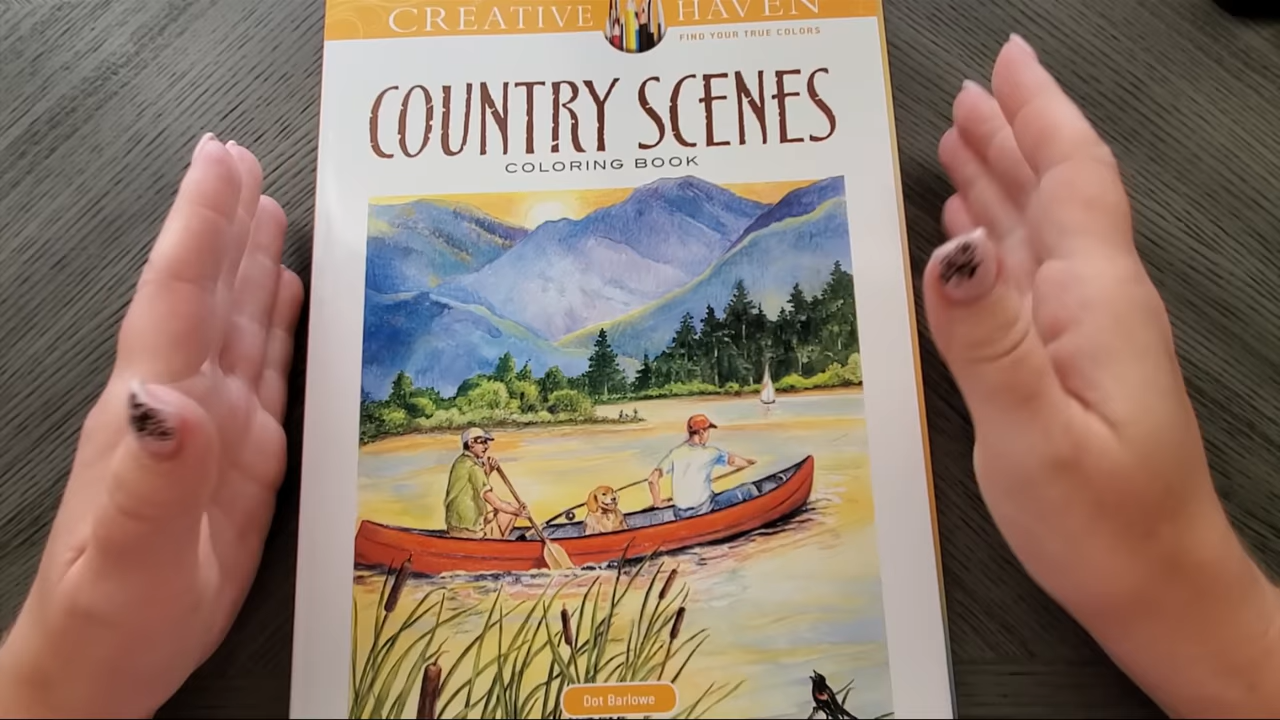 CREATIVE HAVEN
FIND YOUR TRUE COLORS
COUNTRY SCENES
COLORING BOOK
Dot Barlowe